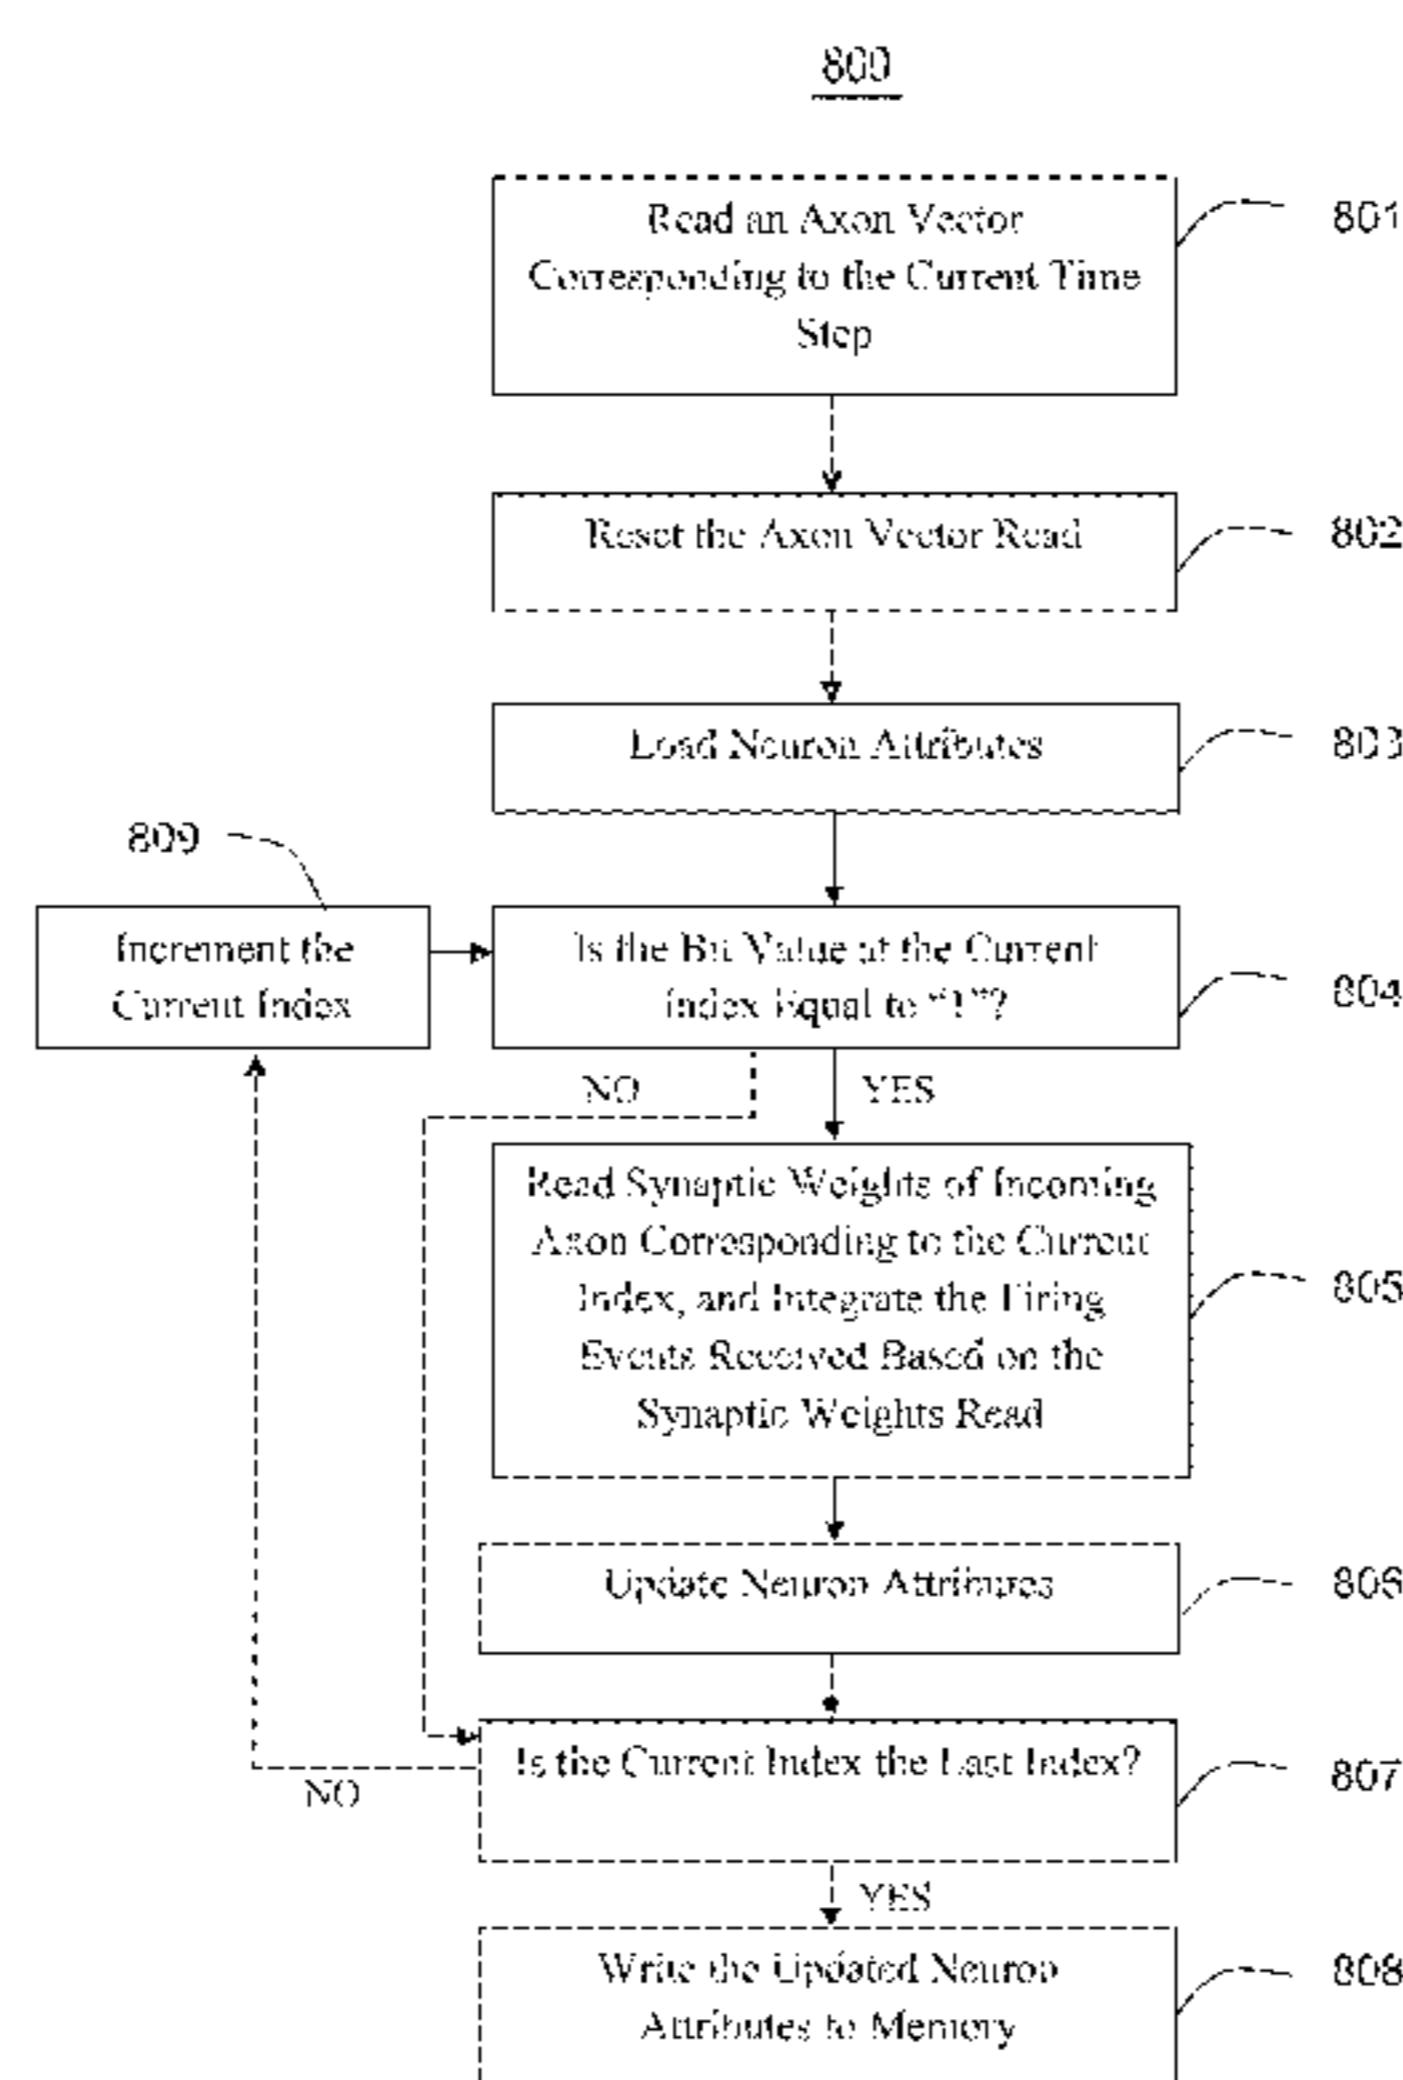 800
Read an Axon Vector
Corresponding to the Current Time
Step
801
Reset the Axon Vector Read
802
Load Neuron Attributes
803
809
Increment the
Current Index
Is the Bit Value at the Current
Index Equal to “1”?
804
NO
YES
Read Synaptic Weights of Incoming
Axon Corresponding to the Current
Index, and Integrate the Firing
Events Received Based on the
Synaptic Weights Read
805
Update Neuron Attributes
806
Is the Current Index the Last Index?
807
NO
YES
Write the Updated Neuron
Attributes to Memory
808